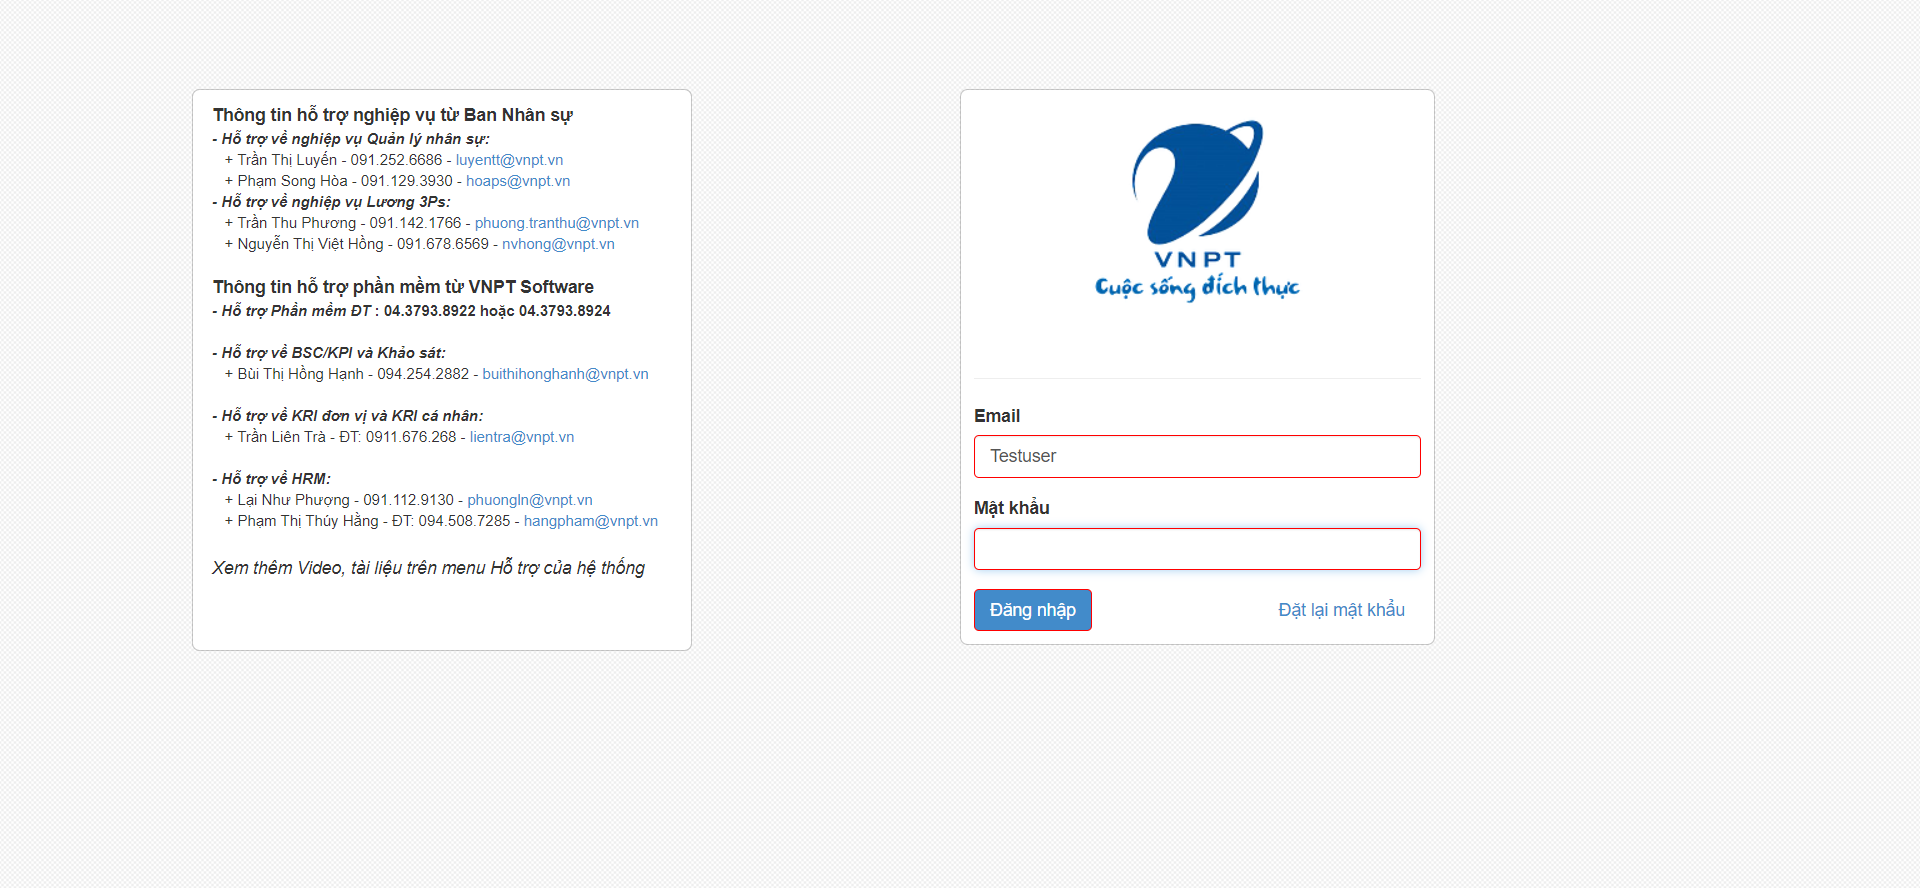 Thông tin hỗ trợ nghiệp vụ từ Ban Nhân sự
- Hỗ trợ về nghiệp vụ Quản lý nhân sự:
+ Trần Thị Luyến - 091.252.6686 - luyentt@vnpt.vn
+ Phạm Song Hòa - 091.129.3930 - hoaps@vnpt.vn
- Hỗ trợ về nghiệp vụ Lương 3Ps:
+ Trần Thu Phương - 091.142.1766 - phuong.tranthu@vnpt.vn
+ Nguyễn Thị Việt Hồng - 091.678.6569 - nvhong@vnpt.vn
Thông tin hỗ trợ phần mềm từ VNPT Software
- Hỗ trợ Phần mềm ĐT : 04.3793.8922 hoặc 04.3793.8924
- Hỗ trợ về BSC/KPI và Khảo sát:
+ Bùi Thị Hồng Hạnh - 094.254.2882 - buithihonghanh@vnpt.vn
- Hỗ trợ về KRI đơn vị và KRI cá nhân:
+ Trần Liên Trà - ĐT: 0911.676.268 - lientra@vnpt.vn
- Hỗ trợ về HRM:
+ Lại Như Phượng - 091.112.9130 - phuongln@vnpt.vn
+ Phạm Thị Thúy Hằng - ĐT: 094.508.7285 - hangpham@vnpt.vn
Xem thêm Video, tài liệu trên menu Hỗ trợ của hệ thống
VNPT
Cuộc sống đích thực
Email
Testuser
Mật khẩu
Đăng nhập
Đặt lại mật khẩu